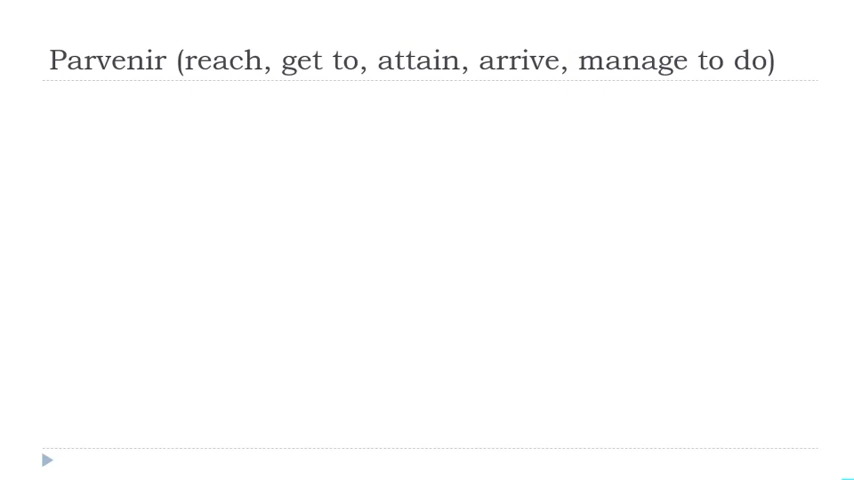 Parvenir (reach, get to, attain, arrive, manage to do)